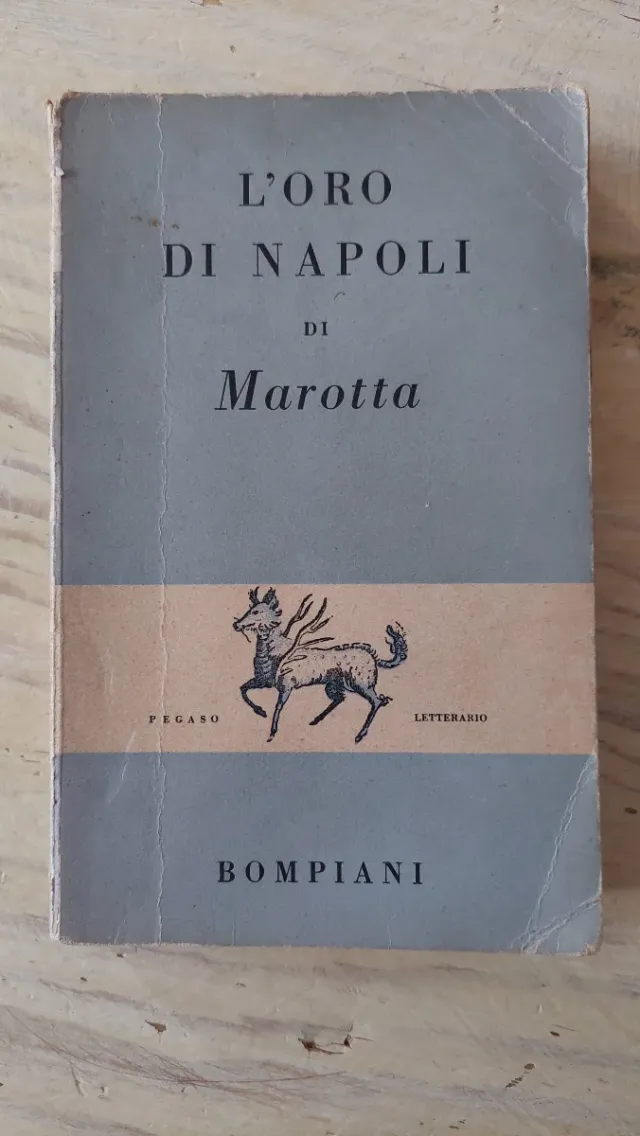 L'ORO
DI NAPOLI
DI
Marotta
PEGASO LETTERARIO
BOMPIANI